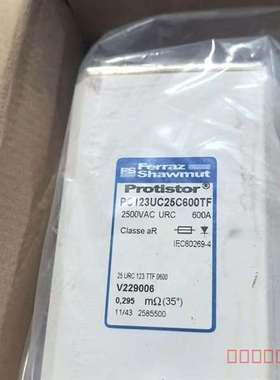 PS Ferraz
Shawmut
Protistor®
PC123UC25C600TF
2500VAC URC 600A
Classe aR
IEC60269-4
25 URC 123 TTF 0600
V229006
0,295 mΩ(35°)
11/43 2585500